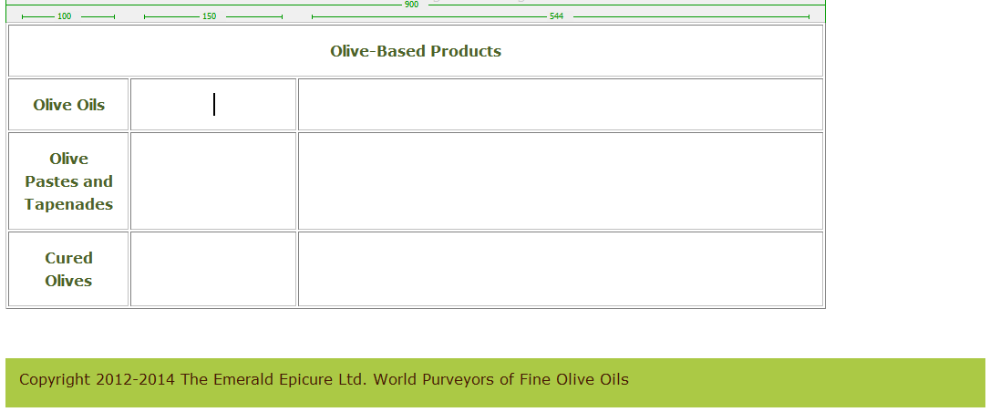 900
100 150 544
Olive-Based Products
Olive Oils
Olive
Pastes and
Tapenades
Cured
Olives
Copyright 2012-2014 The Emerald Epicure Ltd. World Purveyors of Fine Olive Oils